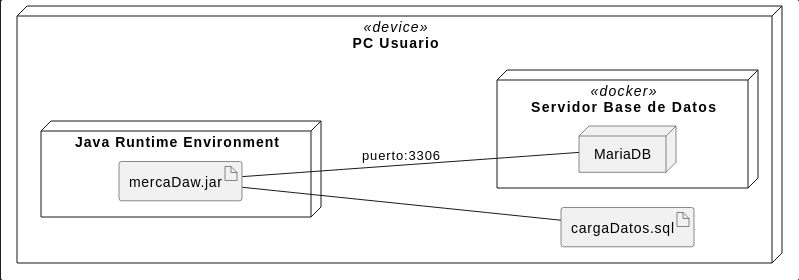 «device»
PC Usuario
«docker»
Servidor Base de Datos
Java Runtime Environment
puerto:3306
MariaDB
mercaDaw.jar
cargaDatos.sql